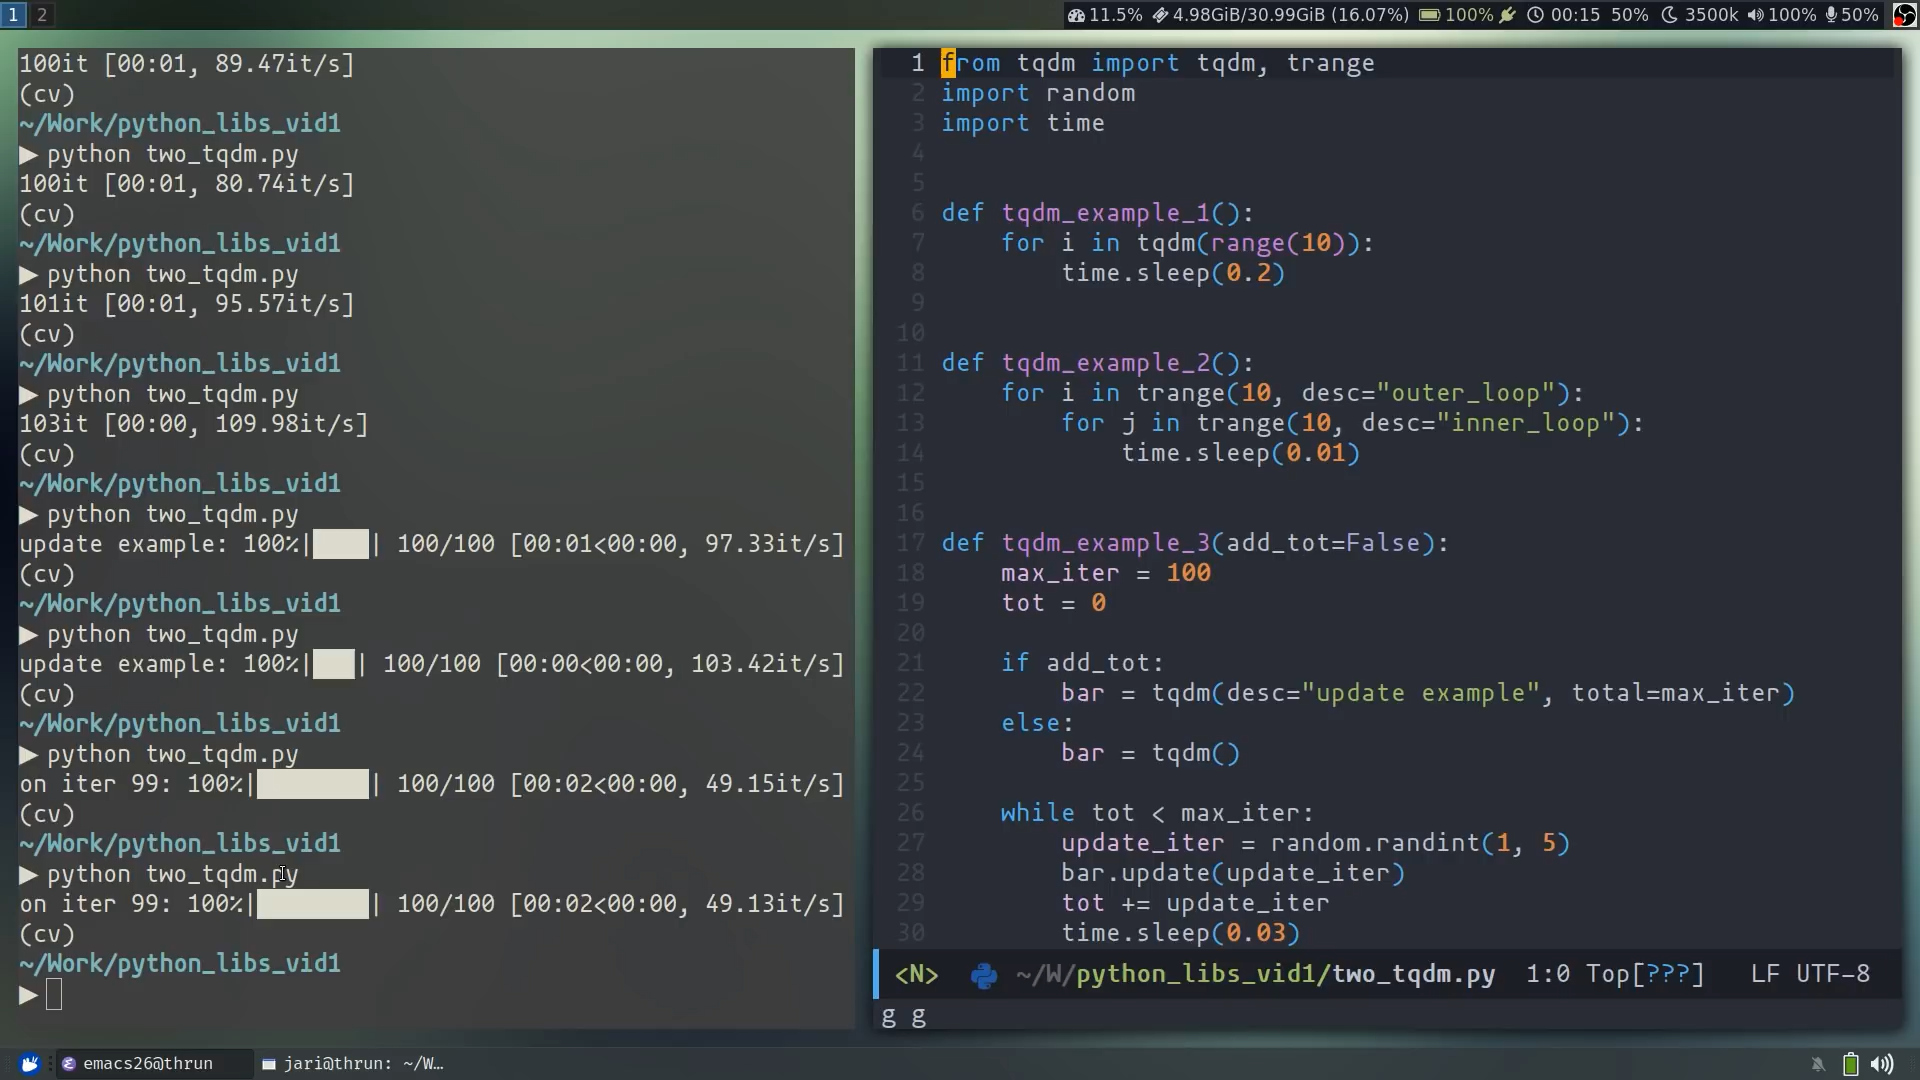 1 2 11.5% 4.98GiB/30.99GiB (16.07%) 100% 00:15 50% 3500k 100% 50%
100it [00:01, 89.47it/s]
(cv)
~/Work/python_libs_vid1
▶ python two_tqdm.py
100it [00:01, 80.74it/s]
(cv)
~/Work/python_libs_vid1
▶ python two_tqdm.py
101it [00:01, 95.57it/s]
(cv)
~/Work/python_libs_vid1
▶ python two_tqdm.py
103it [00:00, 109.98it/s]
(cv)
~/Work/python_libs_vid1
▶ python two_tqdm.py
update example: 100%|████| 100/100 [00:01<00:00, 97.33it/s]
(cv)
~/Work/python_libs_vid1
▶ python two_tqdm.py
update example: 100%|███| 100/100 [00:00<00:00, 103.42it/s]
(cv)
~/Work/python_libs_vid1
▶ python two_tqdm.py
on iter 99: 100%|████████| 100/100 [00:02<00:00, 49.15it/s]
(cv)
~/Work/python_libs_vid1
▶ python two_tqdm.py
on iter 99: 100%|████████| 100/100 [00:02<00:00, 49.13it/s]
(cv)
~/Work/python_libs_vid1
▶
1 from tqdm import tqdm, trange
2 import random
3 import time
4
5
6 def tqdm_example_1():
7     for i in tqdm(range(10)):
8         time.sleep(0.2)
9
10
11 def tqdm_example_2():
12     for i in trange(10, desc="outer_loop"):
13         for j in trange(10, desc="inner_loop"):
14             time.sleep(0.01)
15
16
17 def tqdm_example_3(add_tot=False):
18     max_iter = 100
19     tot = 0
20
21     if add_tot:
22         bar = tqdm(desc="update example", total=max_iter)
23     else:
24         bar = tqdm()
25
26     while tot < max_iter:
27         update_iter = random.randint(1, 5)
28         bar.update(update_iter)
29         tot += update_iter
30         time.sleep(0.03)
<N> ~/W/python_libs_vid1/two_tqdm.py 1:0 Top[???] LF UTF-8
g g
emacs26@thrun jari@thrun: ~/W...